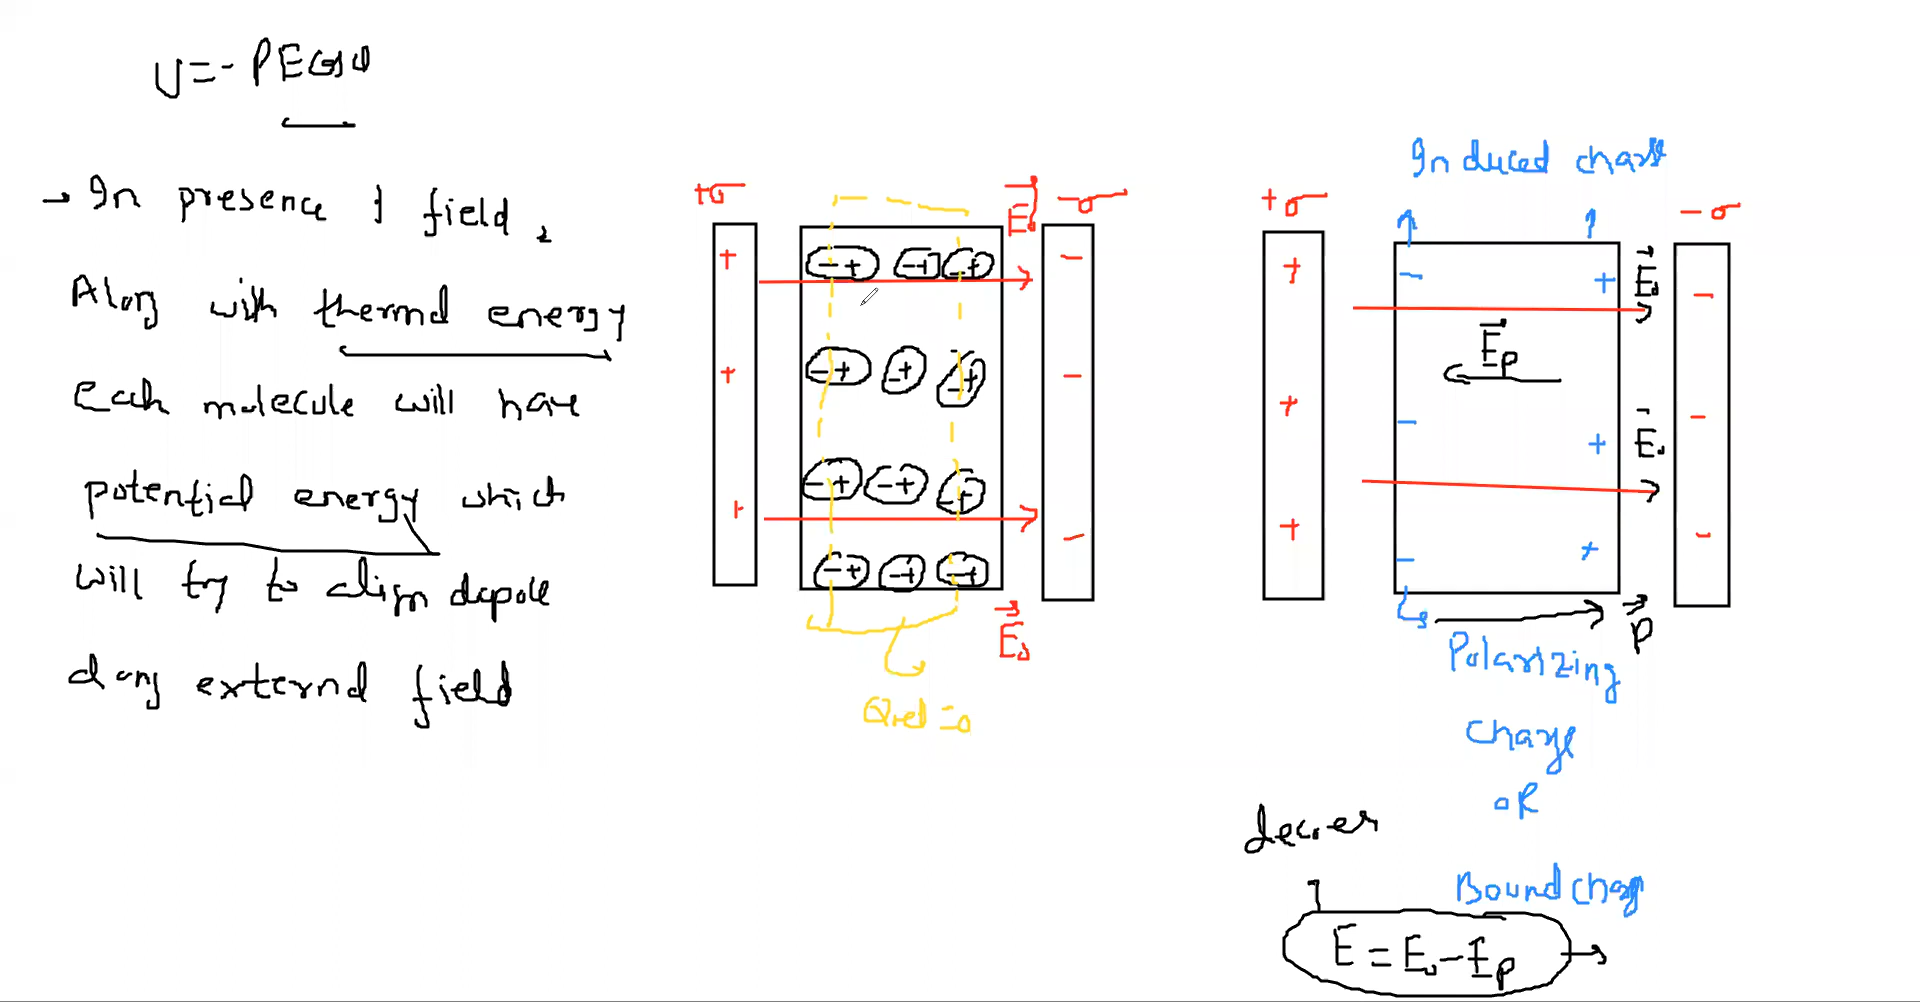 U = - PEcosθ
→ In presence of field,
Along with thermal energy
Each molecule will have
potential energy which
will try to align dipole
along external field
+σ
E₀
-σ
+ - + - + - + -
+ - + - + - + -
- + - + - +
+ -
- + - + - +
E₀
Qnet = 0
Induced charge
+σ
-σ
+ - + E₀ -
Ep
+ - + E₀ -
+ - + -
P
Polarizing
Charge
OR
Bound charge
E = E₀ - Ep